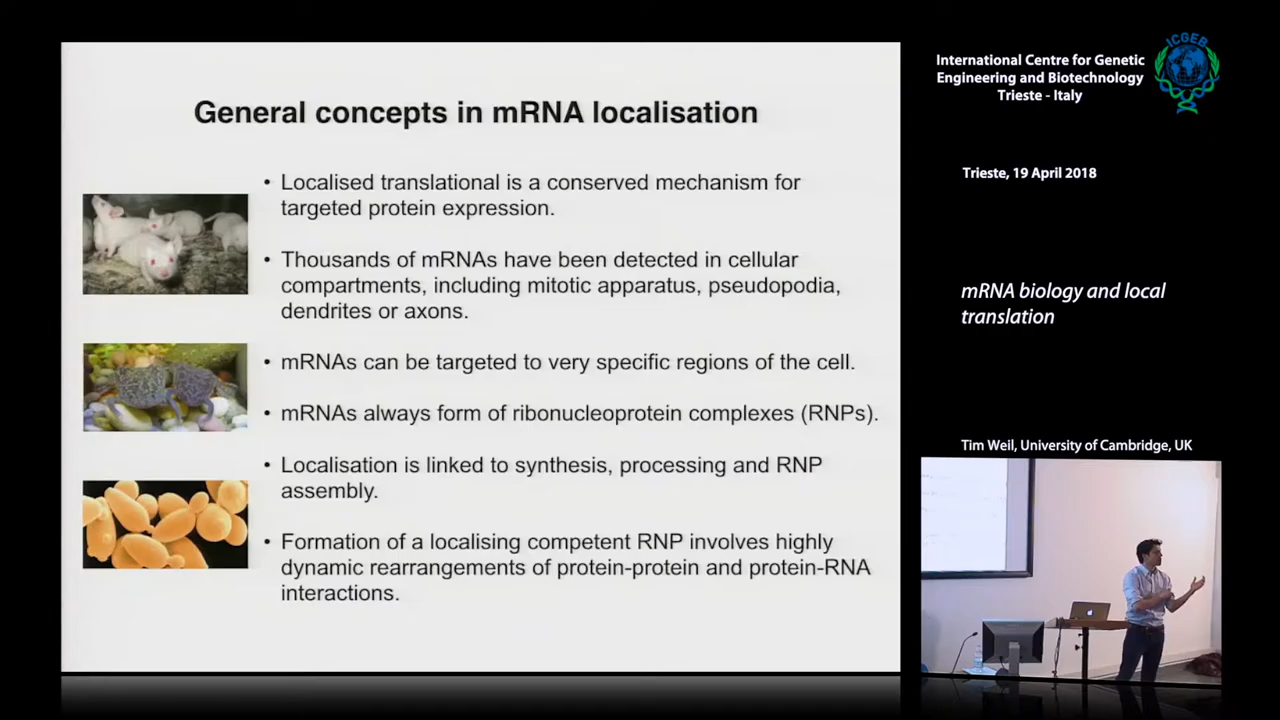 General concepts in mRNA localisation
• Localised translational is a conserved mechanism for
targeted protein expression.
• Thousands of mRNAs have been detected in cellular
compartments, including mitotic apparatus, pseudopodia,
dendrites or axons.
• mRNAs can be targeted to very specific regions of the cell.
• mRNAs always form of ribonucleoprotein complexes (RNPs).
• Localisation is linked to synthesis, processing and RNP
assembly.
• Formation of a localising competent RNP involves highly
dynamic rearrangements of protein-protein and protein-RNA
interactions.
International Centre for Genetic
Engineering and Biotechnology
Trieste - Italy
ICGEB
Trieste, 19 April 2018
mRNA biology and local
translation
Tim Weil, University of Cambridge, UK